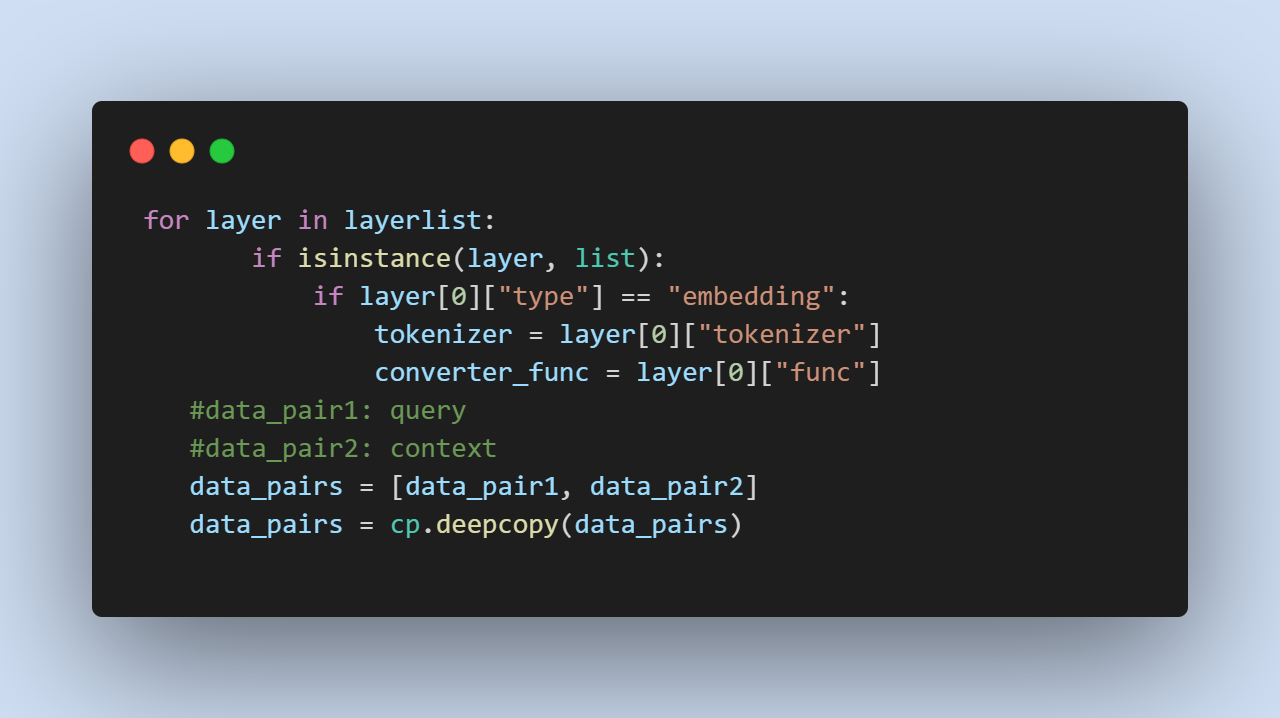 for layer in layerlist:
       if isinstance(layer, list):
           if layer[0]["type"] == "embedding":
               tokenizer = layer[0]["tokenizer"]
               converter_func = layer[0]["func"]
   #data_pair1: query
   #data_pair2: context
   data_pairs = [data_pair1, data_pair2]
   data_pairs = cp.deepcopy(data_pairs)